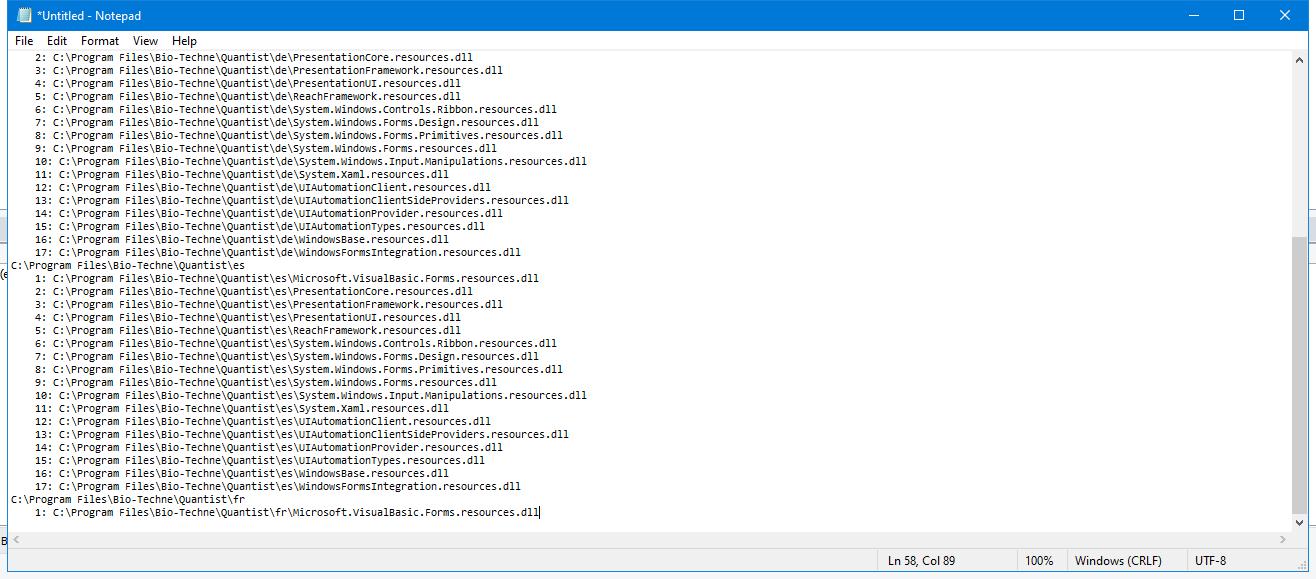 *Untitled - Notepad
File Edit Format View Help
2: C:\Program Files\Bio-Techne\Quantist\de\PresentationCore.resources.dll
3: C:\Program Files\Bio-Techne\Quantist\de\PresentationFramework.resources.dll
4: C:\Program Files\Bio-Techne\Quantist\de\PresentationUI.resources.dll
5: C:\Program Files\Bio-Techne\Quantist\de\ReachFramework.resources.dll
6: C:\Program Files\Bio-Techne\Quantist\de\System.Windows.Controls.Ribbon.resources.dll
7: C:\Program Files\Bio-Techne\Quantist\de\System.Windows.Forms.Design.resources.dll
8: C:\Program Files\Bio-Techne\Quantist\de\System.Windows.Forms.Primitives.resources.dll
9: C:\Program Files\Bio-Techne\Quantist\de\System.Windows.Forms.resources.dll
10: C:\Program Files\Bio-Techne\Quantist\de\System.Windows.Input.Manipulations.resources.dll
11: C:\Program Files\Bio-Techne\Quantist\de\System.Xaml.resources.dll
12: C:\Program Files\Bio-Techne\Quantist\de\UIAutomationClient.resources.dll
13: C:\Program Files\Bio-Techne\Quantist\de\UIAutomationClientSideProviders.resources.dll
14: C:\Program Files\Bio-Techne\Quantist\de\UIAutomationProvider.resources.dll
15: C:\Program Files\Bio-Techne\Quantist\de\UIAutomationTypes.resources.dll
16: C:\Program Files\Bio-Techne\Quantist\de\WindowsBase.resources.dll
17: C:\Program Files\Bio-Techne\Quantist\de\WindowsFormsIntegration.resources.dll
C:\Program Files\Bio-Techne\Quantist\es
1: C:\Program Files\Bio-Techne\Quantist\es\Microsoft.VisualBasic.Forms.resources.dll
2: C:\Program Files\Bio-Techne\Quantist\es\PresentationCore.resources.dll
3: C:\Program Files\Bio-Techne\Quantist\es\PresentationFramework.resources.dll
4: C:\Program Files\Bio-Techne\Quantist\es\PresentationUI.resources.dll
5: C:\Program Files\Bio-Techne\Quantist\es\ReachFramework.resources.dll
6: C:\Program Files\Bio-Techne\Quantist\es\System.Windows.Controls.Ribbon.resources.dll
7: C:\Program Files\Bio-Techne\Quantist\es\System.Windows.Forms.Design.resources.dll
8: C:\Program Files\Bio-Techne\Quantist\es\System.Windows.Forms.Primitives.resources.dll
9: C:\Program Files\Bio-Techne\Quantist\es\System.Windows.Forms.resources.dll
10: C:\Program Files\Bio-Techne\Quantist\es\System.Windows.Input.Manipulations.resources.dll
11: C:\Program Files\Bio-Techne\Quantist\es\System.Xaml.resources.dll
12: C:\Program Files\Bio-Techne\Quantist\es\UIAutomationClient.resources.dll
13: C:\Program Files\Bio-Techne\Quantist\es\UIAutomationClientSideProviders.resources.dll
14: C:\Program Files\Bio-Techne\Quantist\es\UIAutomationProvider.resources.dll
15: C:\Program Files\Bio-Techne\Quantist\es\UIAutomationTypes.resources.dll
16: C:\Program Files\Bio-Techne\Quantist\es\WindowsBase.resources.dll
17: C:\Program Files\Bio-Techne\Quantist\es\WindowsFormsIntegration.resources.dll
C:\Program Files\Bio-Techne\Quantist\fr
1: C:\Program Files\Bio-Techne\Quantist\fr\Microsoft.VisualBasic.Forms.resources.dll
Ln 58, Col 89 100% Windows (CRLF) UTF-8